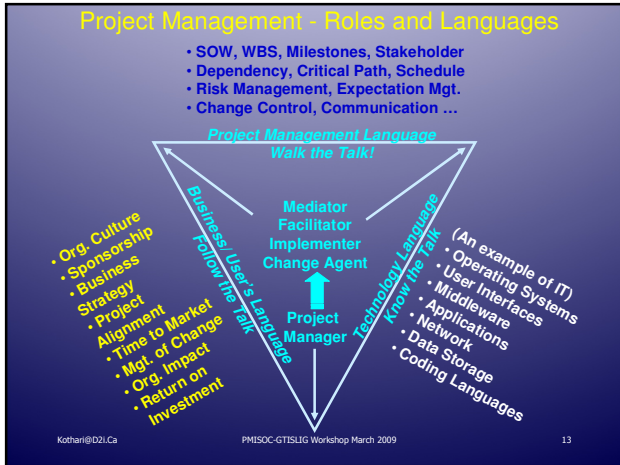 Project Management - Roles and Languages
• SOW, WBS, Milestones, Stakeholder
• Dependency, Critical Path, Schedule
• Risk Management, Expectation Mgt.
• Change Control, Communication …
Project Management Language
Walk the Talk!
Business/ User's Language
Follow the Talk
Mediator
Facilitator
Implementer
Change Agent
Project
Manager
Technology Language
Know the Talk
• Org. Culture
• Sponsorship
• Business
Strategy
• Project
Alignment
• Time to Market
• Mgt. of Change
• Org. Impact
• Return on
Investment
(An example of IT)
• Operating Systems
• User Interfaces
• Middleware
• Applications
• Network
• Data Storage
• Coding Languages
Kothari@D2i.Ca
PMISOC-GTISLIG Workshop March 2009
13